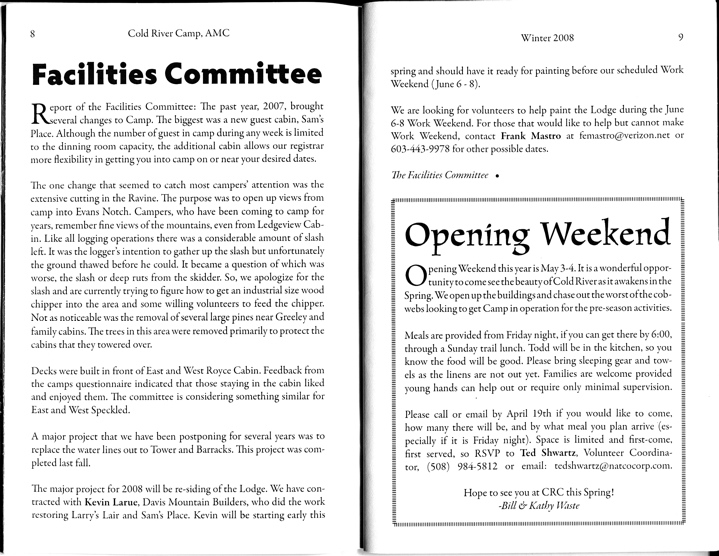 8
Cold River Camp, AMC
Facilities Committee
Report of the Facilities Committee: The past year, 2007, brought
several changes to Camp. The biggest was a new guest cabin, Sam's
Place. Although the number of guest in camp during any week is limited
to the dinning room capacity, the additional cabin allows our registrar
more flexibility in getting you into camp on or near your desired dates.
The one change that seemed to catch most campers' attention was the
extensive cutting in the Ravine. The purpose was to open up views from
camp into Evans Notch. Campers, who have been coming to camp for
years, remember fine views of the mountains, even from Ledgeview Cab-
in. Like all logging operations there was a considerable amount of slash
left. It was the logger's intention to gather up the slash but unfortunately
the ground thawed before he could. It became a question of which was
worse, the slash or deep ruts from the skidder. So, we apologize for the
slash and are currently trying to figure how to get an industrial size wood
chipper into the area and some willing volunteers to feed the chipper.
Not as noticeable was the removal of several large pines near Greeley and
family cabins. The trees in this area were removed primarily to protect the
cabins that they towered over.
Decks were built in front of East and West Royce Cabin. Feedback from
the camps questionnaire indicated that those staying in the cabin liked
and enjoyed them. The committee is considering something similar for
East and West Speckled.
A major project that we have been postponing for several years was to
replace the water lines out to Tower and Barracks. This project was com-
pleted last fall.
The major project for 2008 will be re-siding of the Lodge. We have con-
tracted with Kevin Larue, Davis Mountain Builders, who did the work
restoring Larry's Lair and Sam's Place. Kevin will be starting early this
Winter 2008
9
spring and should have it ready for painting before our scheduled Work
Weekend (June 6 - 8).
We are looking for volunteers to help paint the Lodge during the June
6-8 Work Weekend. For those that would like to help but cannot make
Work Weekend, contact Frank Mastro at femastro@verizon.net or
603-443-9978 for other possible dates.
The Facilities Committee •
Opening Weekend
Opening Weekend this year is May 3-4. It is a wonderful oppor-
tunity to come see the beauty of Cold River as it awakens in the
Spring. We open up the buildings and chase out the worst of the cob-
webs looking to get Camp in operation for the pre-season activities.
Meals are provided from Friday night, if you can get there by 6:00,
through a Sunday trail lunch. Todd will be in the kitchen, so you
know the food will be good. Please bring sleeping gear and tow-
els as the linens are not out yet. Families are welcome provided
young hands can help out or require only minimal supervision.
Please call or email by April 19th if you would like to come,
how many there will be, and by what meal you plan arrive (es-
pecially if it is Friday night). Space is limited and first-come,
first served, so RSVP to Ted Shwartz, Volunteer Coordina-
tor, (508) 984-5812 or email: tedshwartz@natcocorp.com.
Hope to see you at CRC this Spring!
-Bill & Kathy Waste